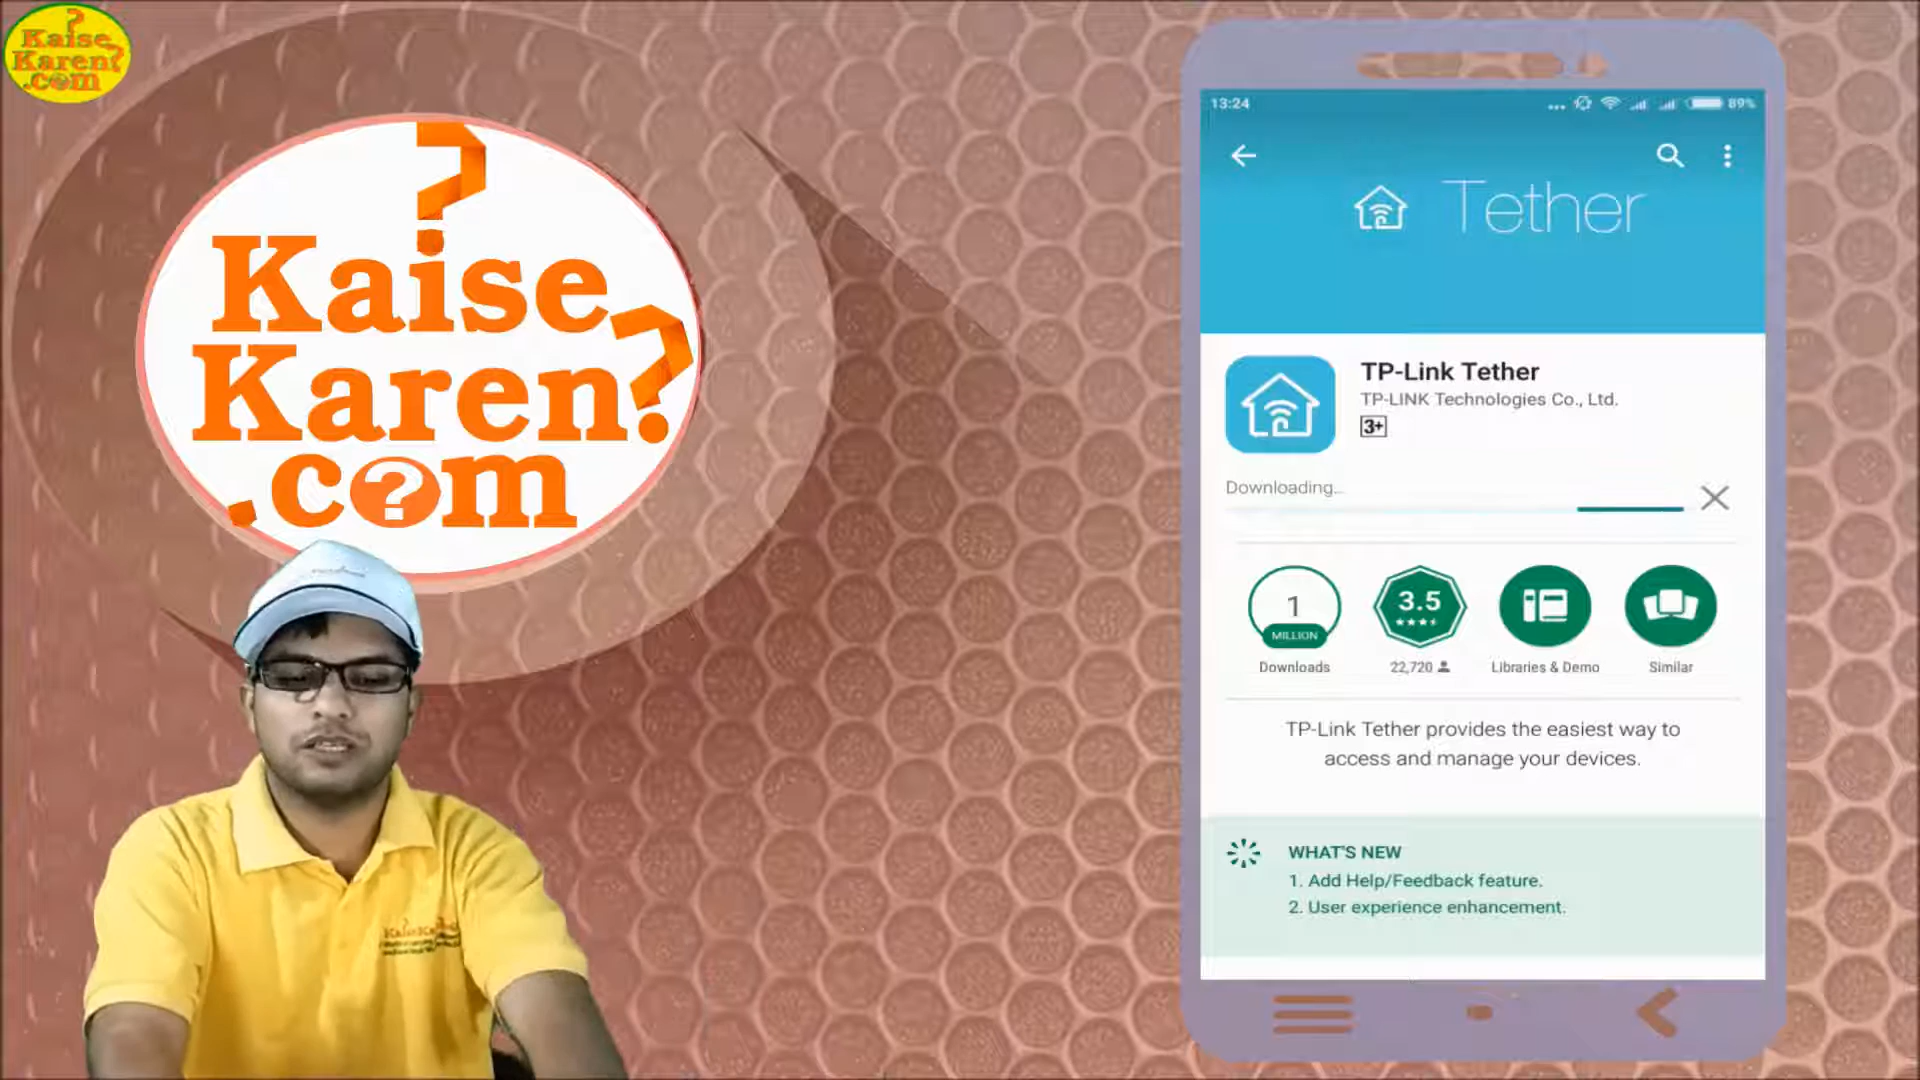 Kaise
Karen?
.com
?
Kaise
Karen?
.com
13:24
89%
Tether
TP-Link Tether
TP-LINK Technologies Co., Ltd.
3+
Downloading...
1
MILLION
Downloads
3.5
22,720
Libraries & Demo
Similar
TP-Link Tether provides the easiest way to
access and manage your devices.
WHAT'S NEW
1. Add Help/Feedback feature.
2. User experience enhancement.